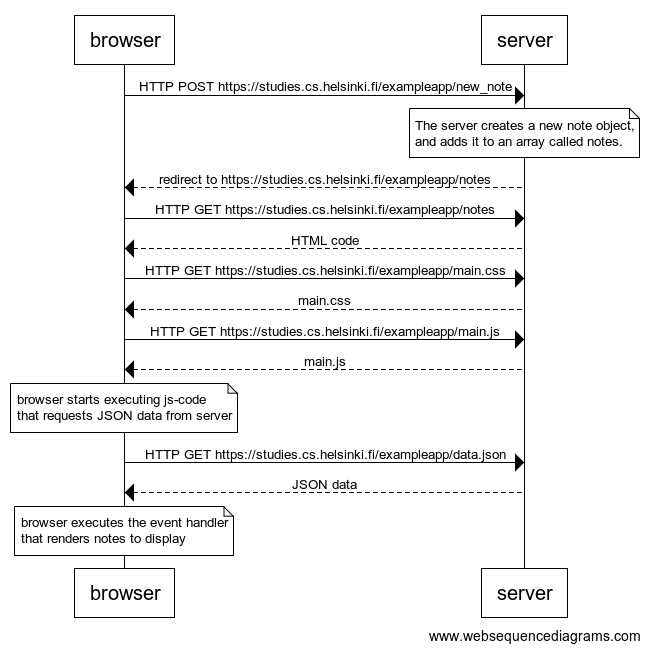 browser
server
HTTP POST https://studies.cs.helsinki.fi/exampleapp/new_note
The server creates a new note object,
and adds it to an array called notes.
redirect to https://studies.cs.helsinki.fi/exampleapp/notes
HTTP GET https://studies.cs.helsinki.fi/exampleapp/notes
HTML code
HTTP GET https://studies.cs.helsinki.fi/exampleapp/main.css
main.css
HTTP GET https://studies.cs.helsinki.fi/exampleapp/main.js
main.js
browser starts executing js-code
that requests JSON data from server
HTTP GET https://studies.cs.helsinki.fi/exampleapp/data.json
JSON data
browser executes the event handler
that renders notes to display
browser
server
www.websequencediagrams.com